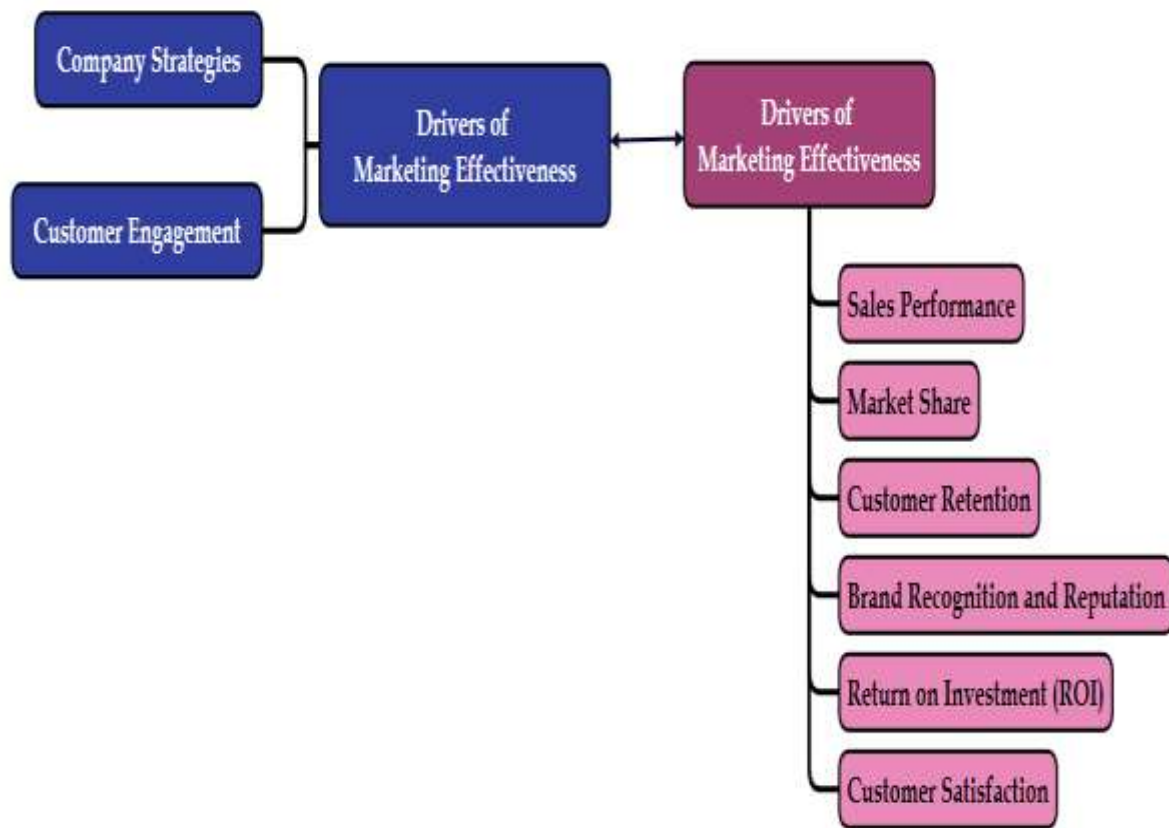 Company Strategies
Customer Engagement
Drivers of
Marketing Effectiveness
Drivers of
Marketing Effectiveness
Sales Performance
Market Share
Customer Retention
Brand Recognition and Reputation
Return on Investment (ROI)
Customer Satisfaction